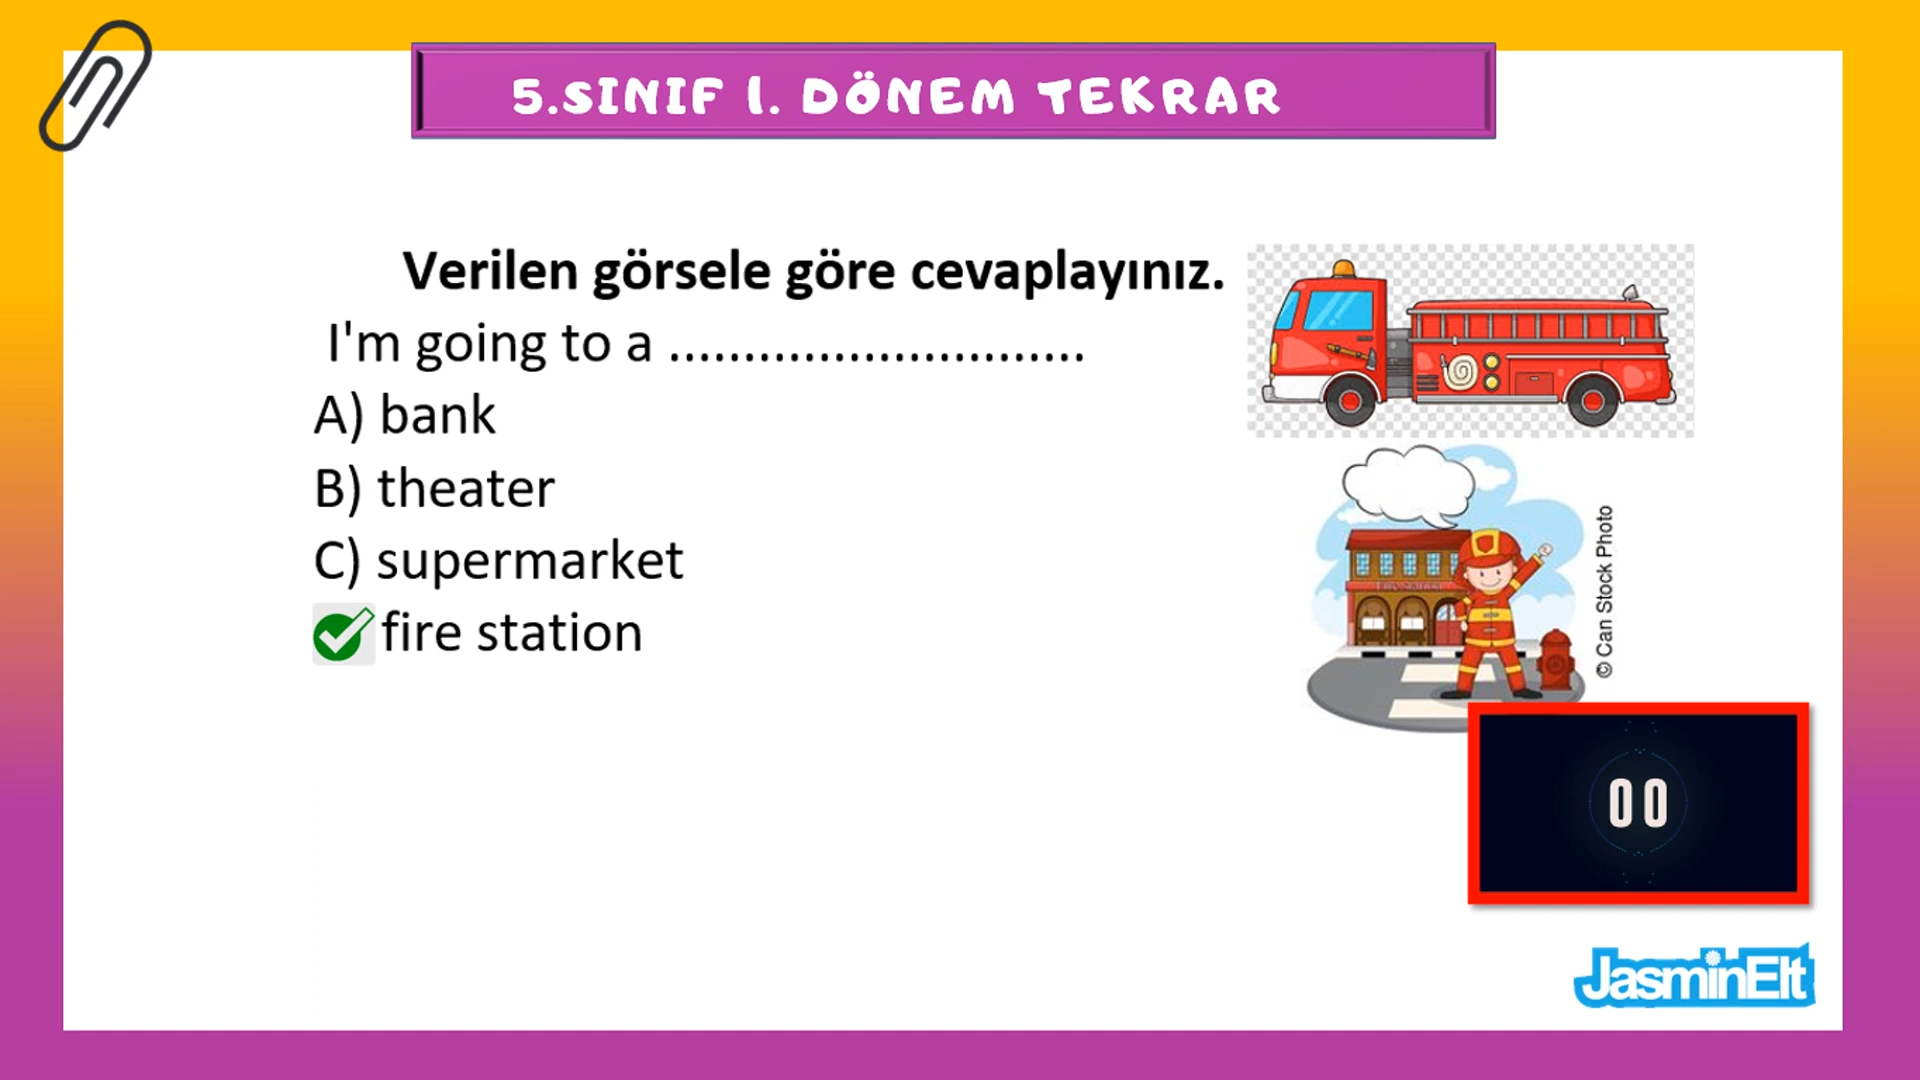 5.SINIF 1. DÖNEM TEKRAR
Verilen görsele göre cevaplayınız.
I'm going to a ............................
A) bank
B) theater
C) supermarket
fire station
© Can Stock Photo
00
JasminElt